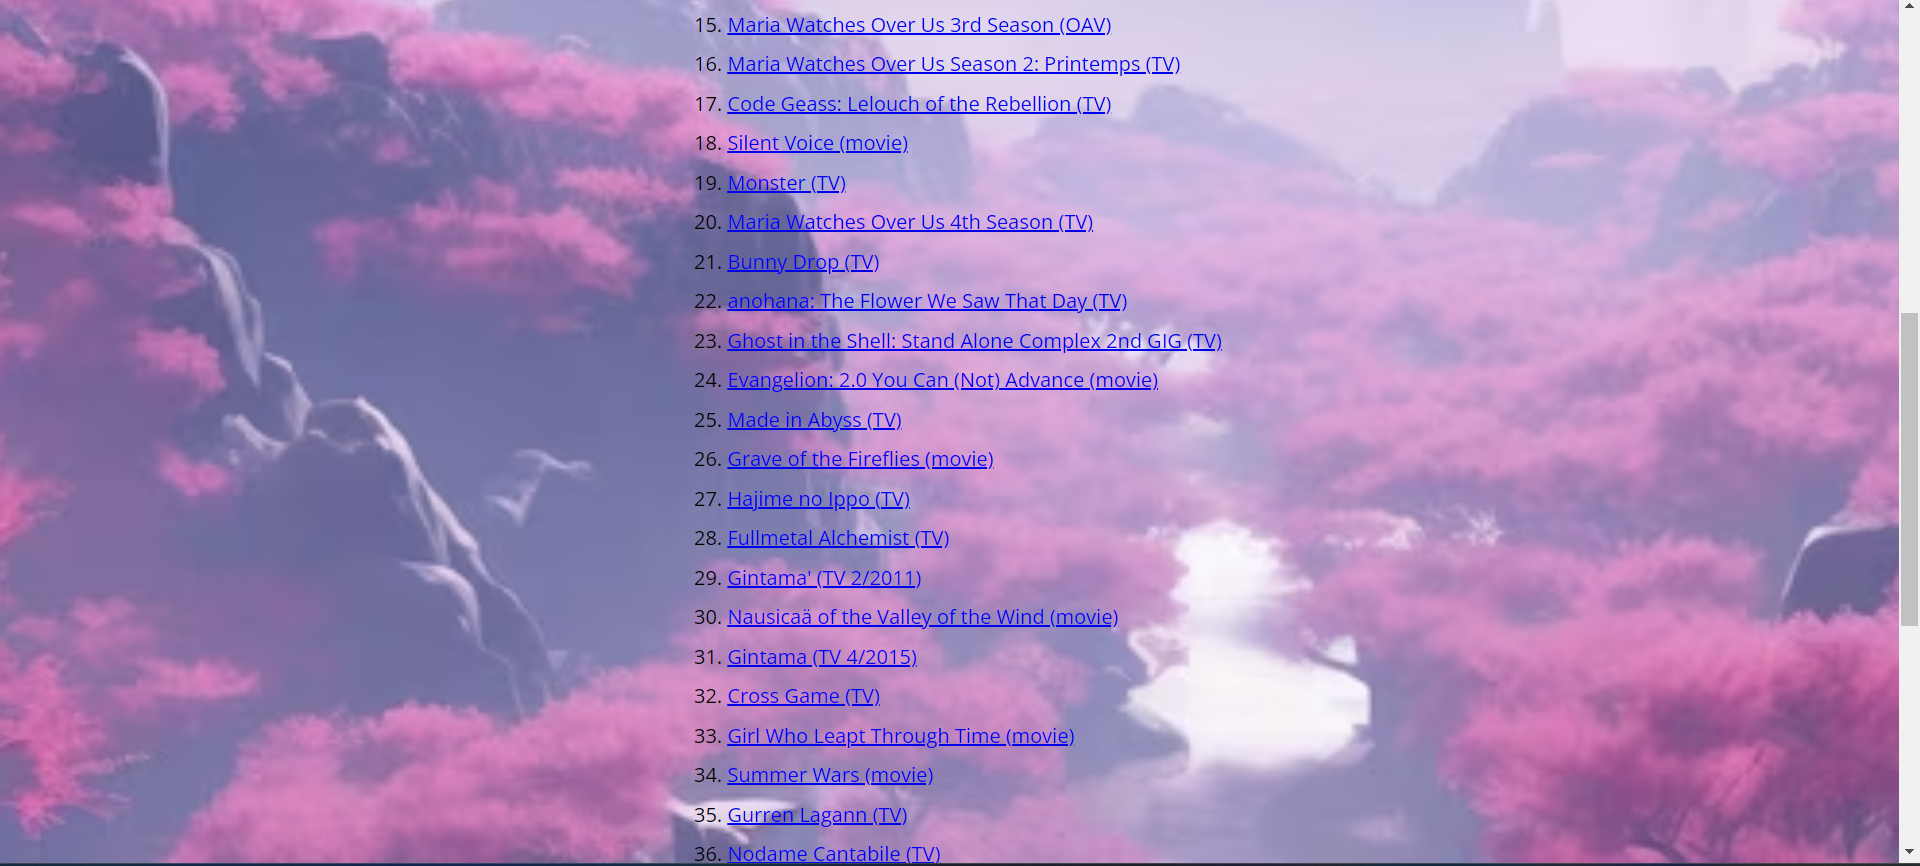 15. Maria Watches Over Us 3rd Season (OAV)
16. Maria Watches Over Us Season 2: Printemps (TV)
17. Code Geass: Lelouch of the Rebellion (TV)
18. Silent Voice (movie)
19. Monster (TV)
20. Maria Watches Over Us 4th Season (TV)
21. Bunny Drop (TV)
22. anohana: The Flower We Saw That Day (TV)
23. Ghost in the Shell: Stand Alone Complex 2nd GIG (TV)
24. Evangelion: 2.0 You Can (Not) Advance (movie)
25. Made in Abyss (TV)
26. Grave of the Fireflies (movie)
27. Hajime no Ippo (TV)
28. Fullmetal Alchemist (TV)
29. Gintama' (TV 2/2011)
30. Nausicaä of the Valley of the Wind (movie)
31. Gintama (TV 4/2015)
32. Cross Game (TV)
33. Girl Who Leapt Through Time (movie)
34. Summer Wars (movie)
35. Gurren Lagann (TV)
36. Nodame Cantabile (TV)